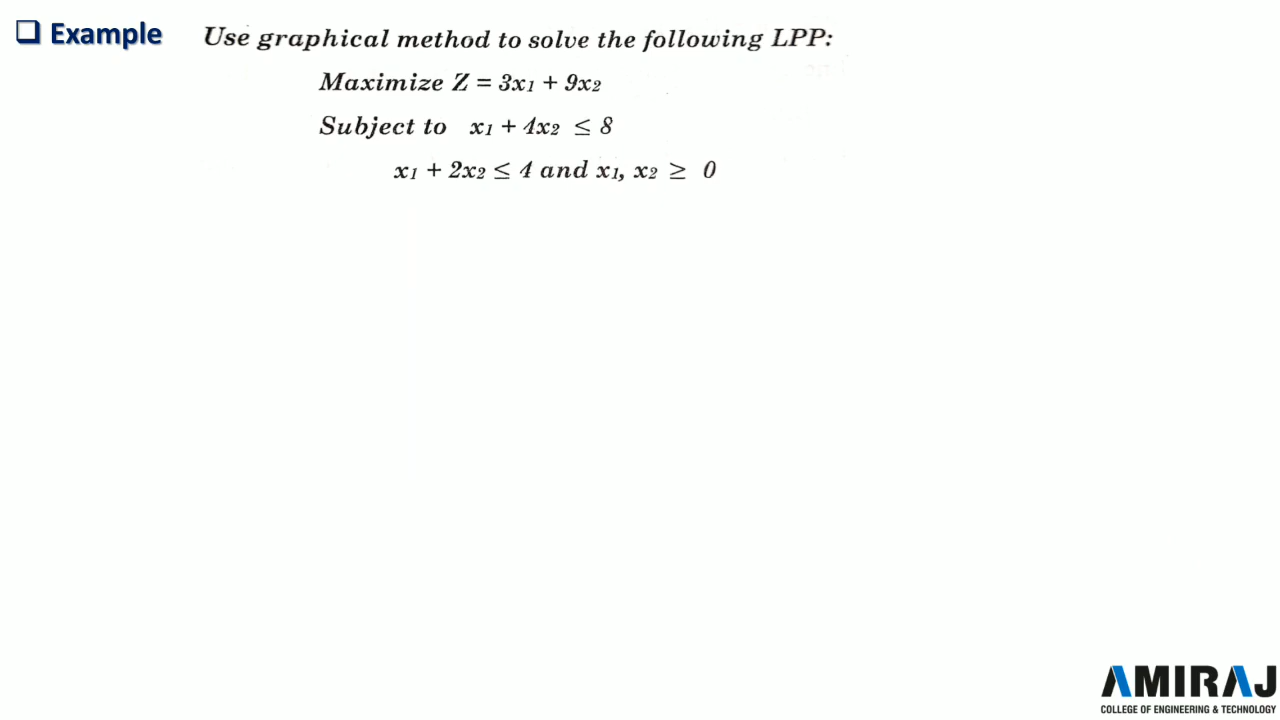 ❑ Example Use graphical method to solve the following LPP:
Maximize Z = 3x₁ + 9x₂
Subject to x₁ + 4x₂ ≤ 8
x₁ + 2x₂ ≤ 4 and x₁, x₂ ≥ 0
AMIRAJ
COLLEGE OF ENGINEERING & TECHNOLOGY